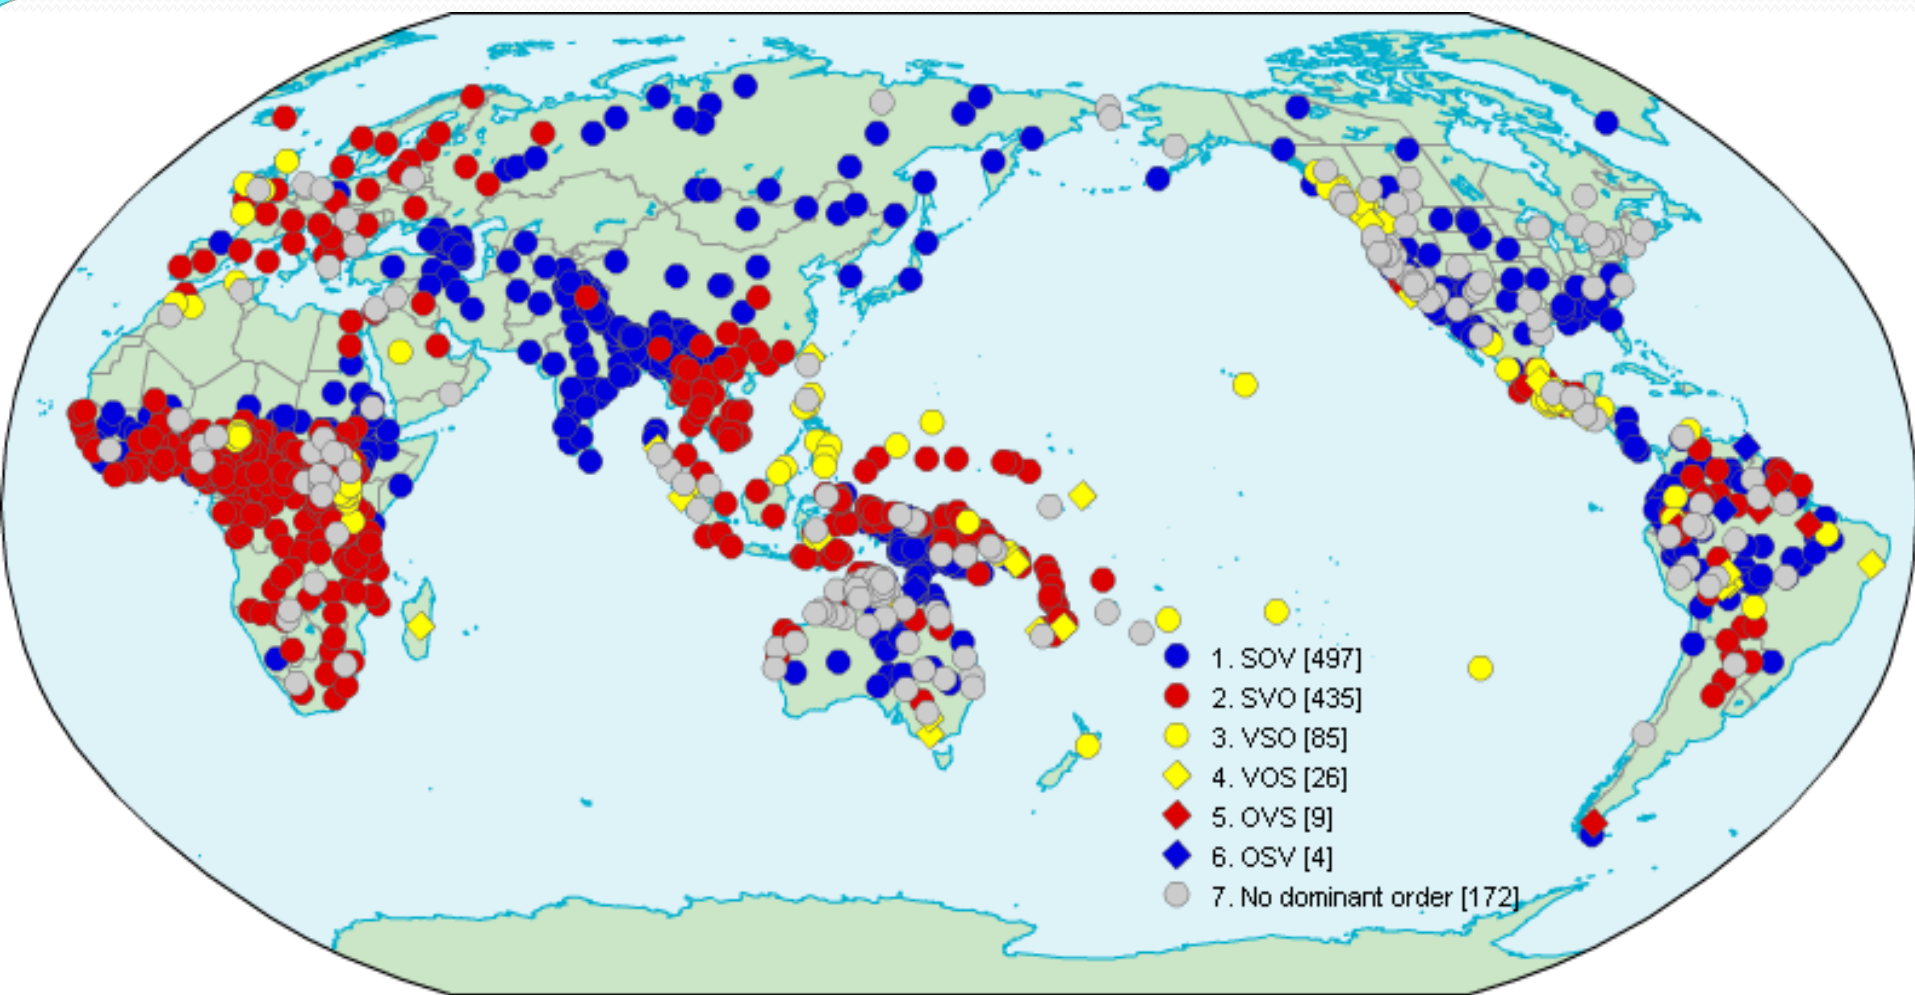 1. SOV [497]
2. SVO [435]
3. VSO [85]
4. VOS [26]
5. OVS [9]
6. OSV [4]
7. No dominant order [172]